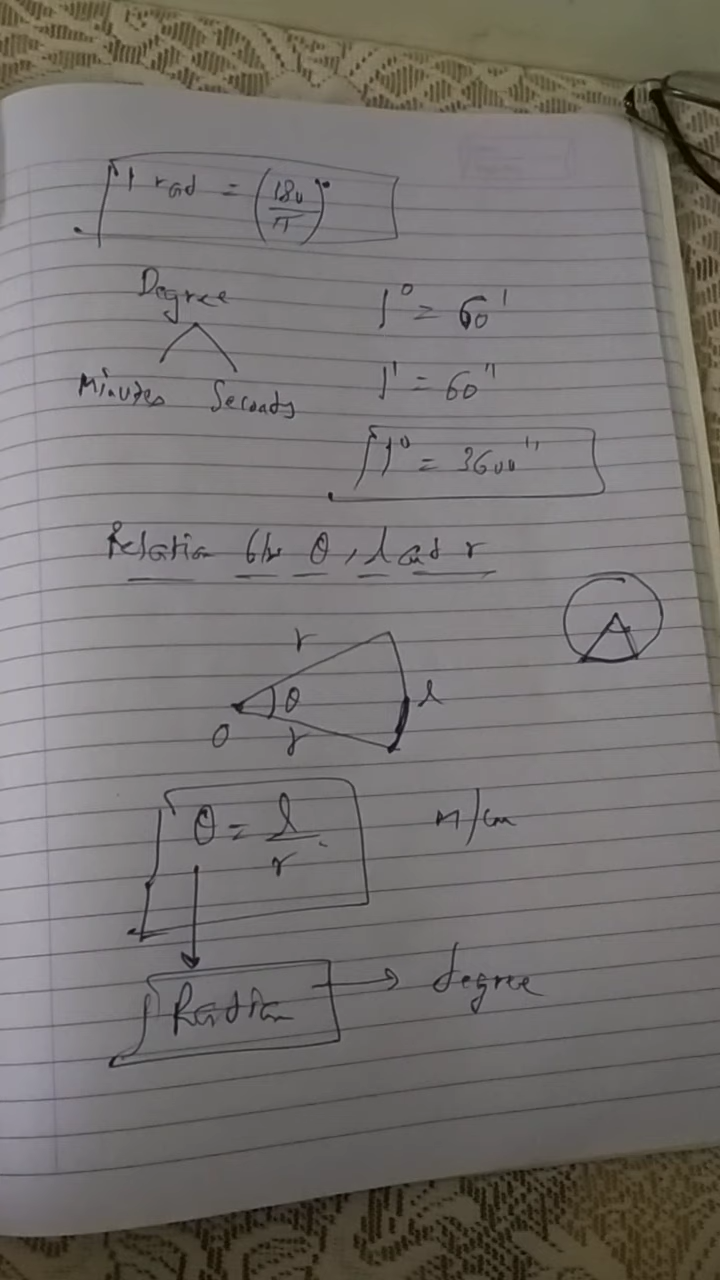 1 rad = (180/π)°
Degree
1° = 60'
Minutes Seconds
1' = 60"
1° = 3600"
Relation b/w θ, l and r
r
θ
l
O
r
θ = l/r
M/cm
Radian → degree